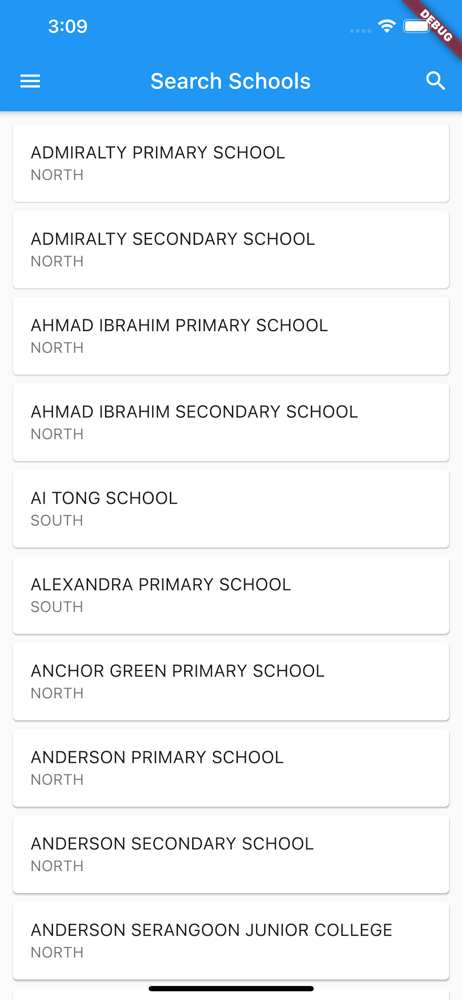 3:09
DEBUG
Search Schools
ADMIRALTY PRIMARY SCHOOL
NORTH
ADMIRALTY SECONDARY SCHOOL
NORTH
AHMAD IBRAHIM PRIMARY SCHOOL
NORTH
AHMAD IBRAHIM SECONDARY SCHOOL
NORTH
AI TONG SCHOOL
SOUTH
ALEXANDRA PRIMARY SCHOOL
SOUTH
ANCHOR GREEN PRIMARY SCHOOL
NORTH
ANDERSON PRIMARY SCHOOL
NORTH
ANDERSON SECONDARY SCHOOL
NORTH
ANDERSON SERANGOON JUNIOR COLLEGE
NORTH